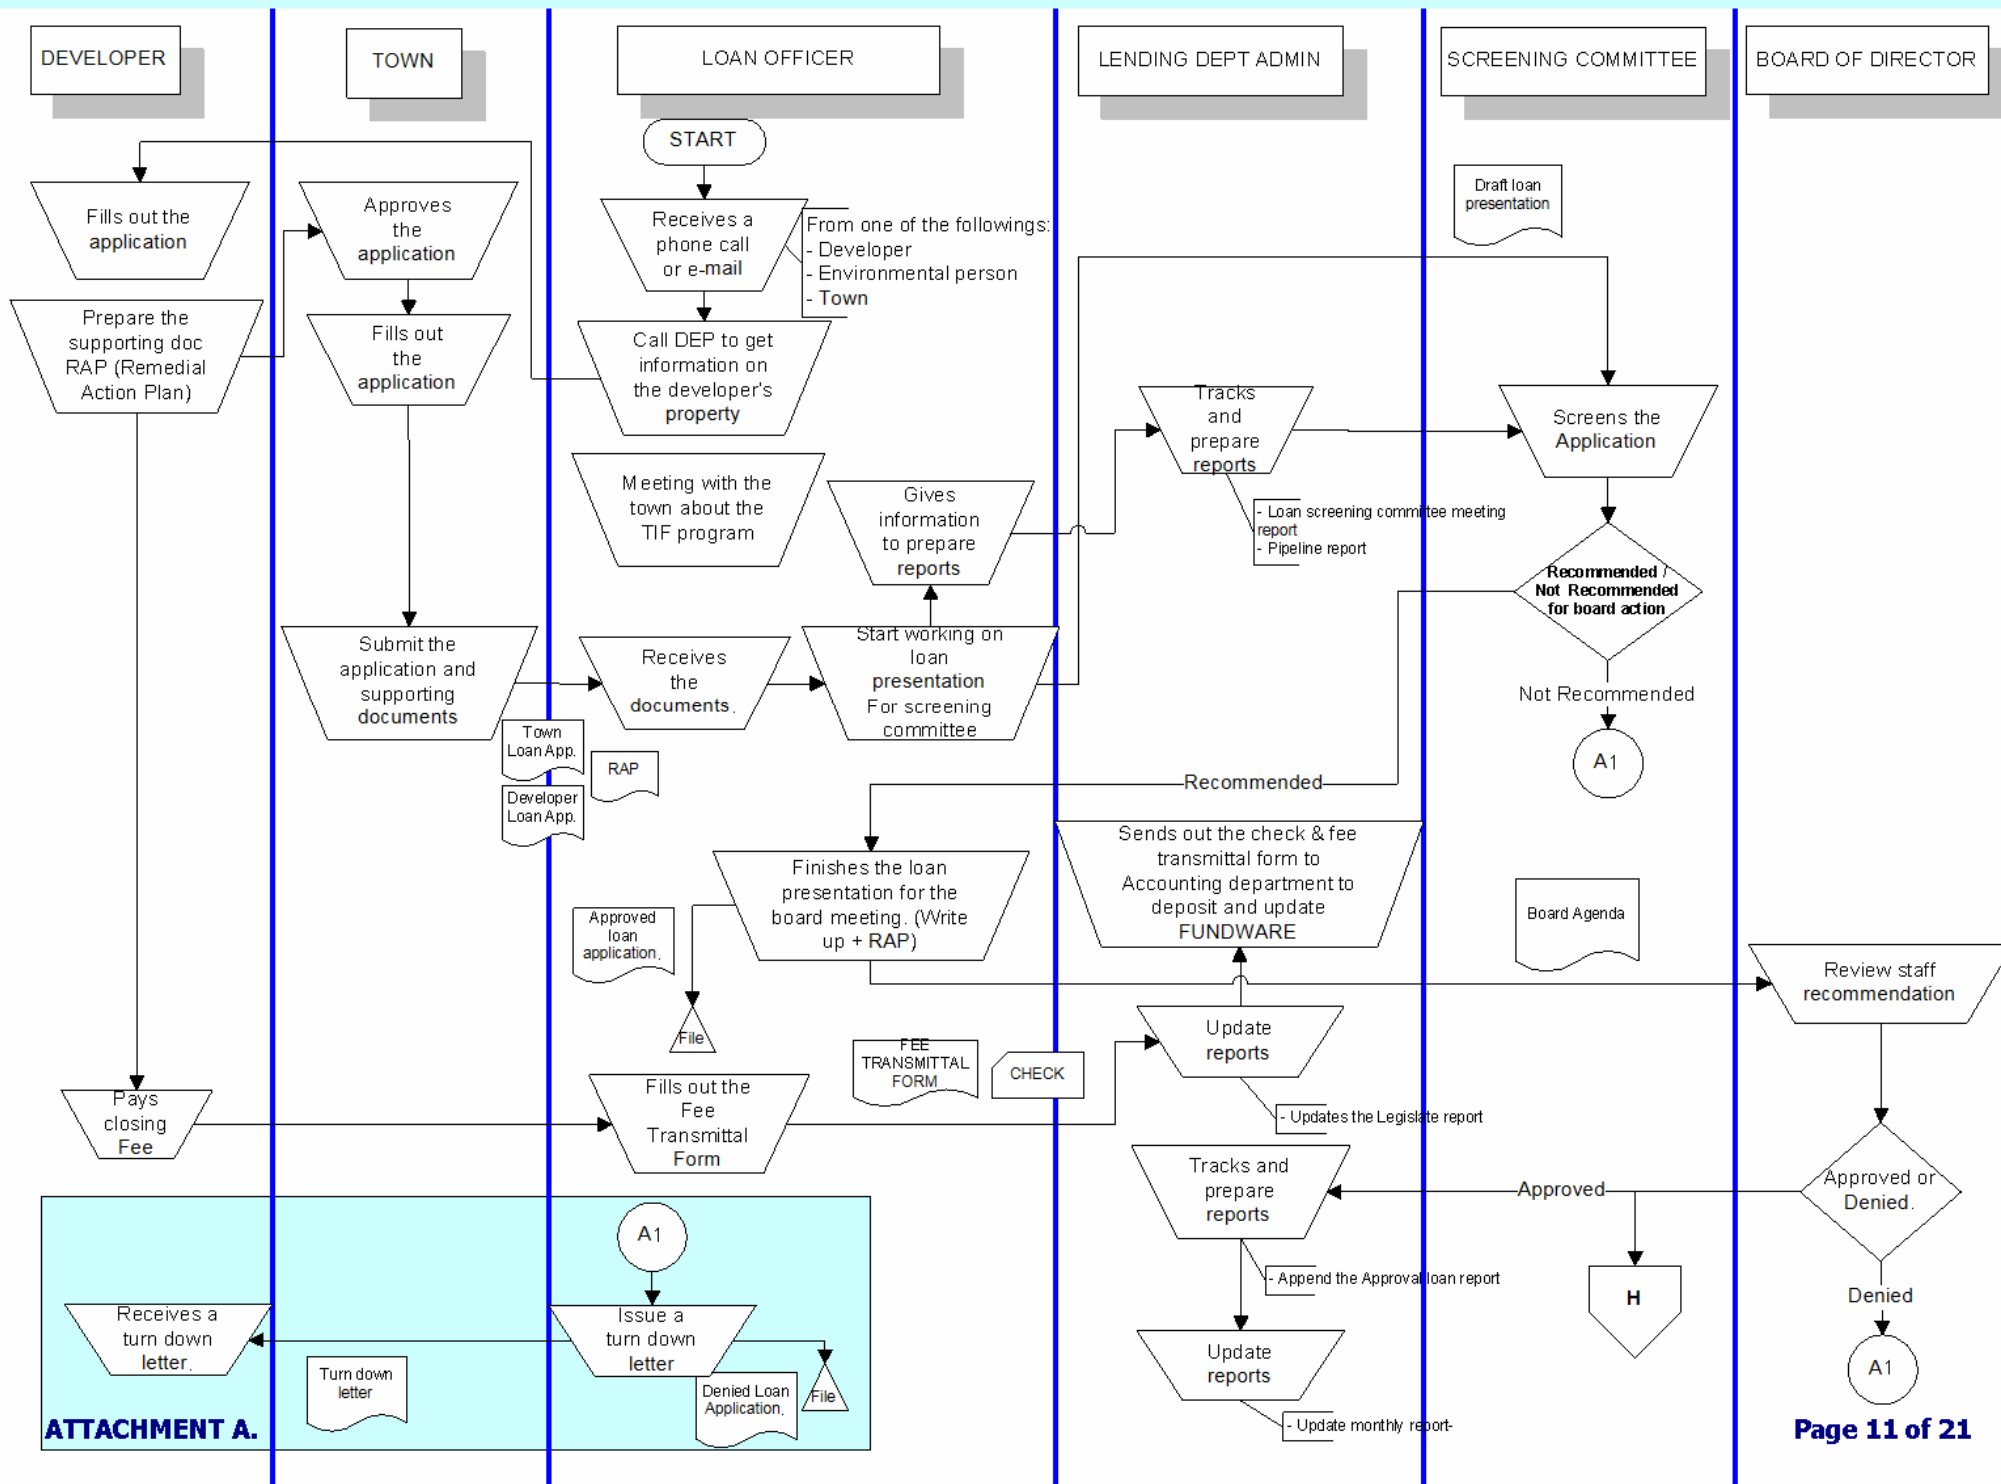 DEVELOPER
TOWN
LOAN OFFICER
LENDING DEPT ADMIN
SCREENING COMMITTEE
BOARD OF DIRECTOR
START
Fills out the
application
Approves
the
application
Receives a
phone call
or e-mail
From one of the followings:
- Developer
- Environmental person
- Town
Draft loan
presentation
Prepare the
supporting doc
RAP (Remedial
Action Plan)
Fills out
the
application
Call DEP to get
information on
the developer's
property
Tracks
and
prepare
reports
Screens the
Application
Meeting with the
town about the
TIF program
Gives
information
to prepare
reports
- Loan screening committee meeting
report
- Pipeline report
Recommended /
Not Recommended
for board action
Submit the
application and
supporting
documents
Receives
the
documents.
Start working on
loan
presentation
For screening
committee
Not Recommended
A1
Town
Loan App.
RAP
Developer
Loan App.
Recommended
Finishes the loan
presentation for the
board meeting. (Write
up + RAP)
Sends out the check & fee
transmittal form to
Accounting department to
deposit and update
FUNDWARE
Approved
loan
application.
Board Agenda
Review staff
recommendation
File
Update
reports
FEE
TRANSMITTAL
FORM
CHECK
Pays
closing
Fee
Fills out the
Fee
Transmittal
Form
- Updates the Legislate report
Tracks and
prepare
reports
Approved
Approved or
Denied.
A1
- Append the Approval loan report
H
Denied
Receives a
turn down
letter.
Issue a
turn down
letter
Update
reports
A1
Turn down
letter
Denied Loan
Application.
File
- Update monthly report-
ATTACHMENT A.
Page 11 of 21